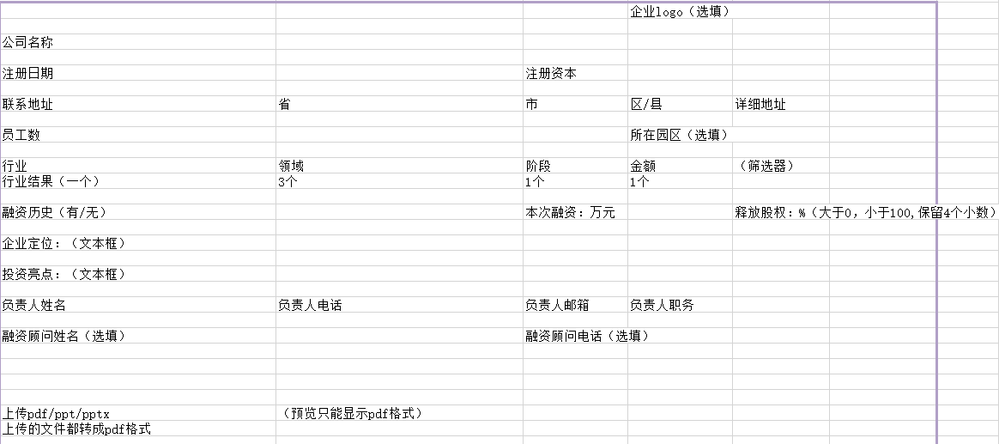 企业logo（选填）
公司名称
注册日期 注册资本
联系地址 省 市 区/县 详细地址
员工数 所在园区（选填）
行业 领域 阶段 金额 （筛选器）
行业结果（一个） 3个 1个 1个
融资历史（有/无） 本次融资：万元 释放股权：%（大于0，小于100,保留4个小数）
企业定位：（文本框）
投资亮点：（文本框）
负责人姓名 负责人电话 负责人邮箱 负责人职务
融资顾问姓名（选填） 融资顾问电话（选填）
上传pdf/ppt/pptx （预览只能显示pdf格式）
上传的文件都转成pdf格式